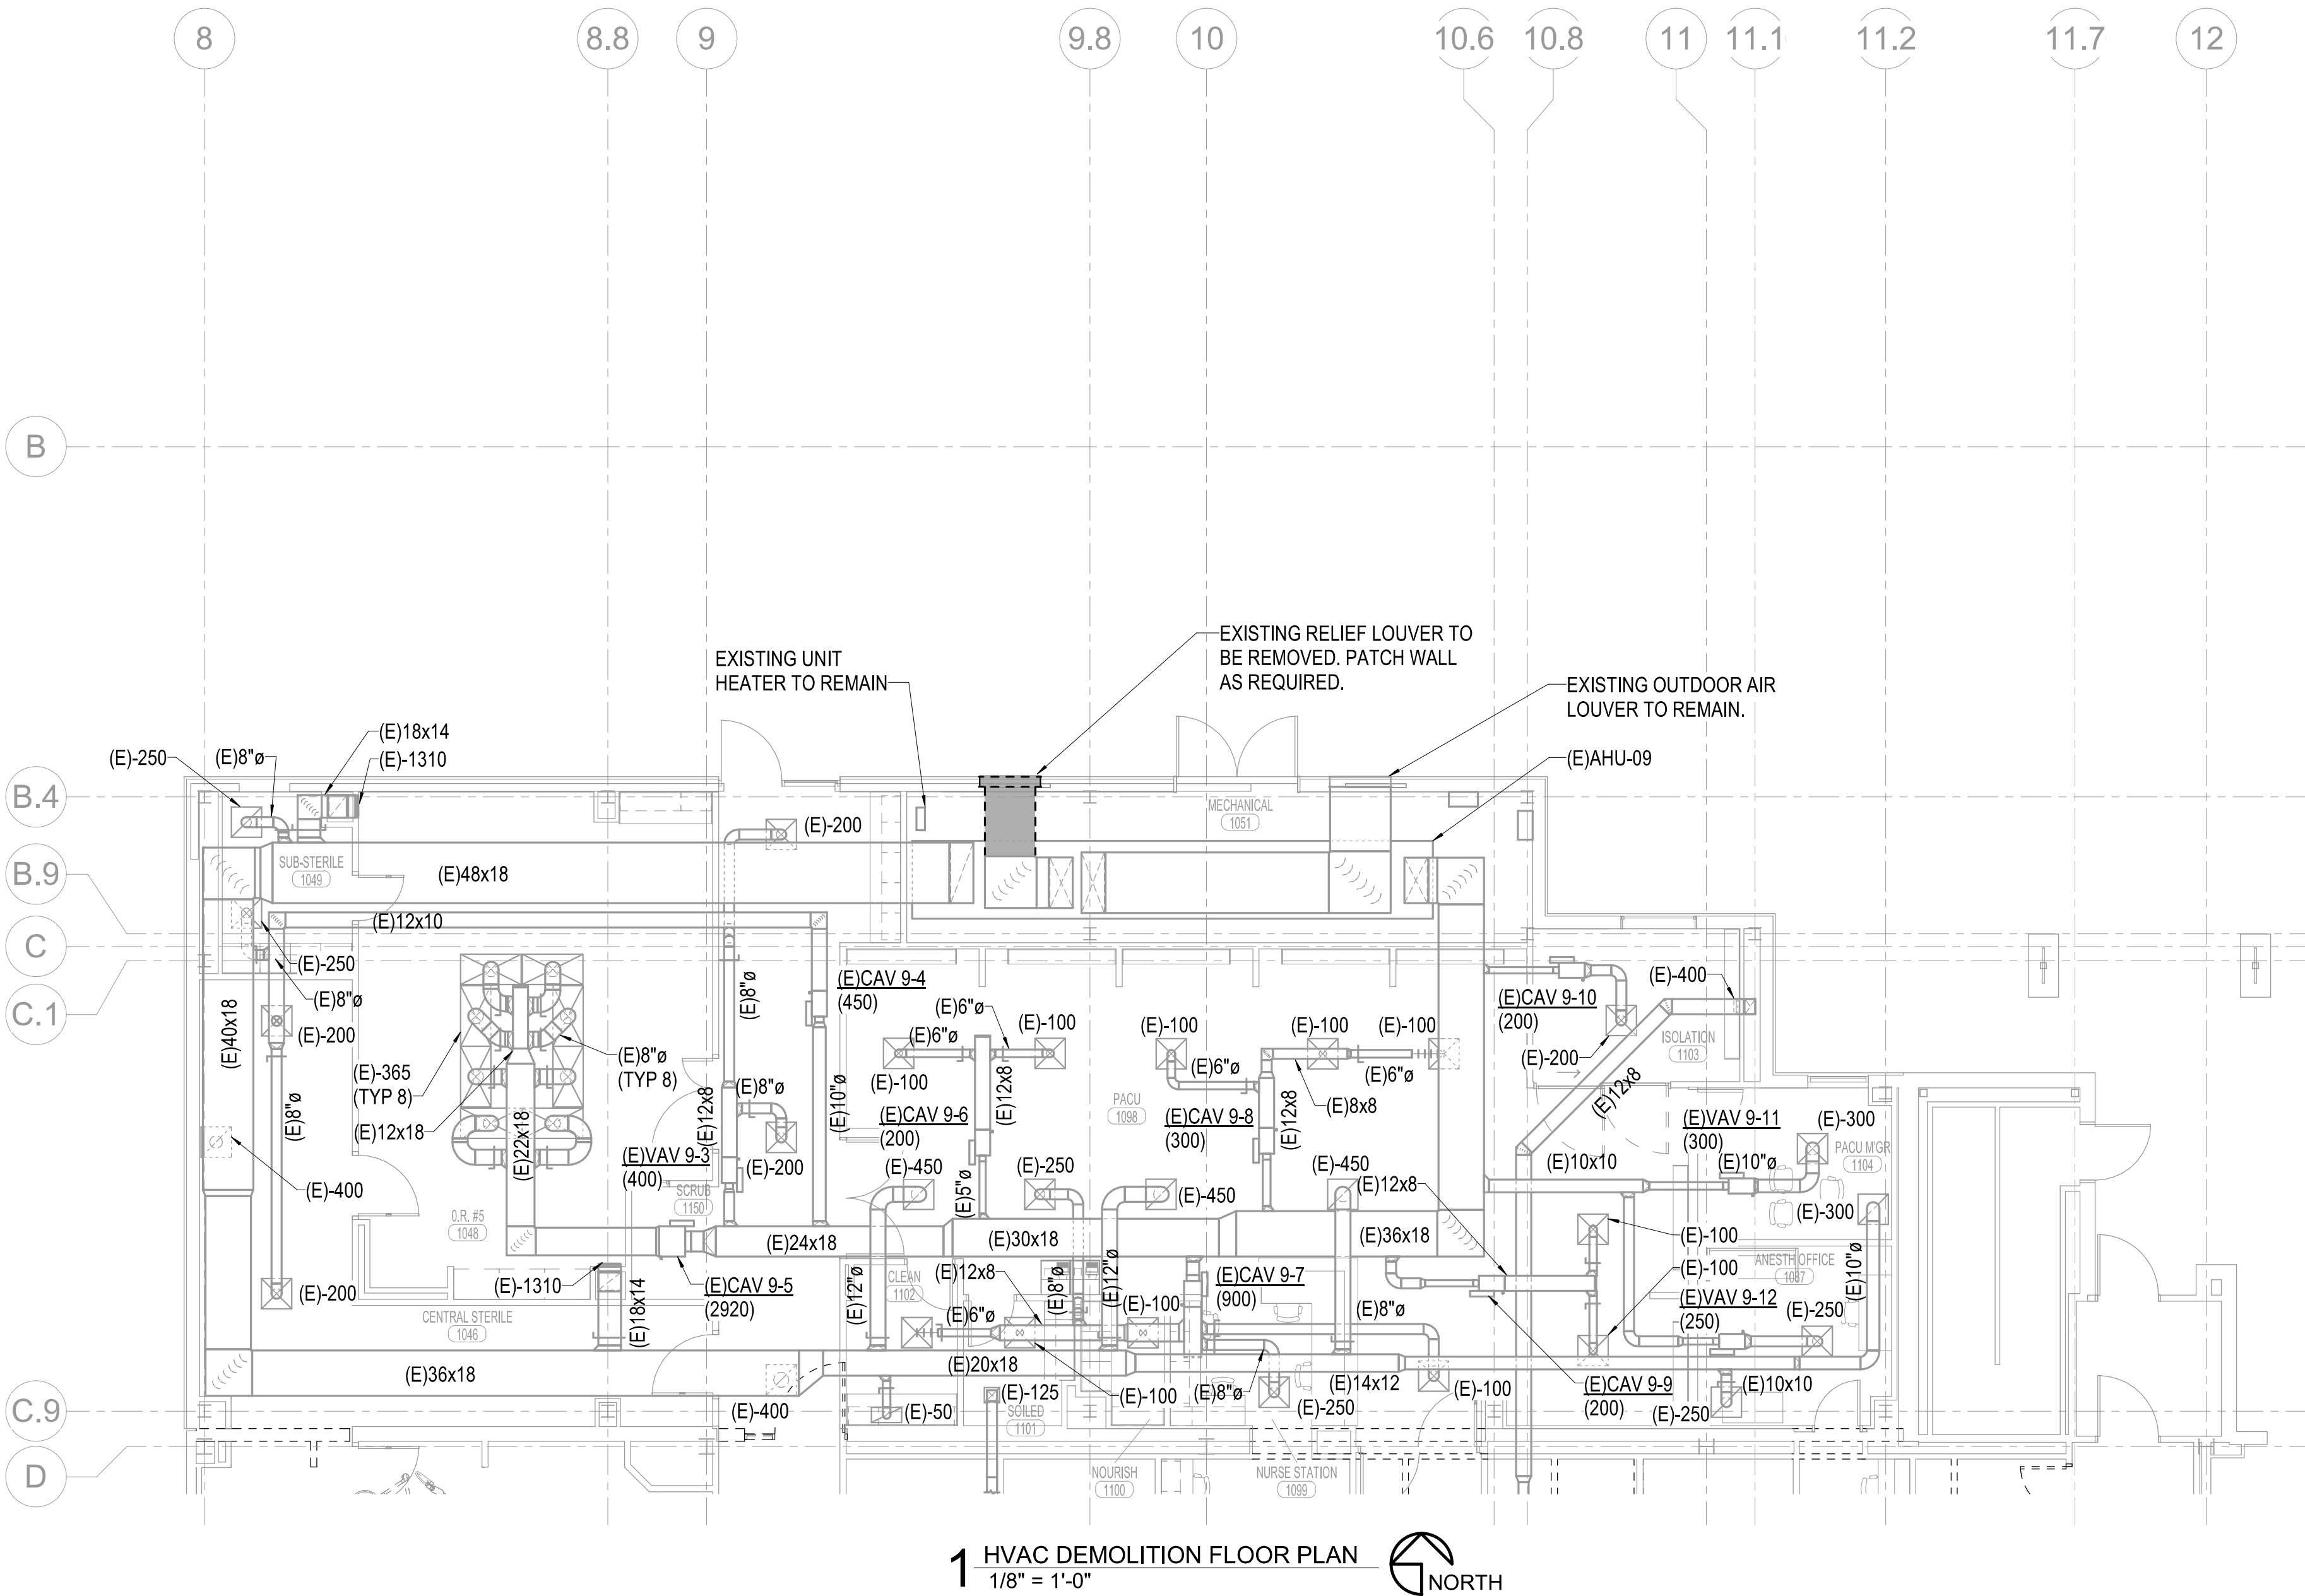 8
8.8
9
9.8
10
10.6
10.8
11
11.1
11.2
11.7
12
B
EXISTING RELIEF LOUVER TO
BE REMOVED. PATCH WALL
AS REQUIRED.
EXISTING UNIT
HEATER TO REMAIN
EXISTING OUTDOOR AIR
LOUVER TO REMAIN.
(E)18x14
(E)-250
(E)8"ø
(E)-1310
(E)AHU-09
B.4
MECHANICAL
1051
(E)-200
SUB-STERILE
1049
(E)48x18
B.9
(E)12x10
C
(E)-250
(E)8"ø
C.1
(E)40x18
(E)-200
(E)8"ø
(E)-365
(TYP 8)
(E)8"ø
(TYP 8)
(E)12x18
(E)22x18
(E)8"ø
(E)12x8
(E)8"ø
(E)10"ø
(E)CAV 9-4
(450)
(E)6"ø
(E)6"ø
(E)-100
(E)-100
(E)12x8
(E)CAV 9-6
(200)
(E)-100
(E)6"ø
(E)-100
(E)-100
(E)6"ø
(E)8x8
PACU
1098
(E)CAV 9-8
(300)
(E)12x8
(E)CAV 9-10
(200)
(E)-400
(E)-200
ISOLATION
1103
(E)12x8
(E)VAV 9-11
(300)
(E)-300
PACU M'GR
1104
(E)10x10
(E)10"ø
(E)-300
(E)VAV 9-3
(400)
(E)-200
(E)-400
SCRUB
1150
O.R. #5
1048
(E)-450
(E)5"ø
(E)-250
(E)-450
(E)-450
(E)12x8
(E)24x18
(E)30x18
(E)36x18
(E)-100
(E)-100
ANESTH OFFICE
1087
(E)10"ø
(E)-1310
(E)CAV 9-5
(2920)
(E)-200
(E)18x14
CENTRAL STERILE
1046
(E)12"ø
CLEAN
1102
(E)12x8
(E)6"ø
(E)8"ø
(E)12"ø
(E)-100
(E)CAV 9-7
(900)
(E)8"ø
(E)VAV 9-12
(250)
(E)-250
(E)36x18
(E)20x18
(E)14x12
(E)10x10
(E)-125
(E)-100
(E)8"ø
(E)-100
(E)CAV 9-9
(200)
C.9
(E)-400
(E)-50
SOILED
1101
(E)-250
(E)-250
D
NOURISH
1100
NURSE STATION
1099
1
HVAC DEMOLITION FLOOR PLAN
1/8" = 1'-0"
NORTH